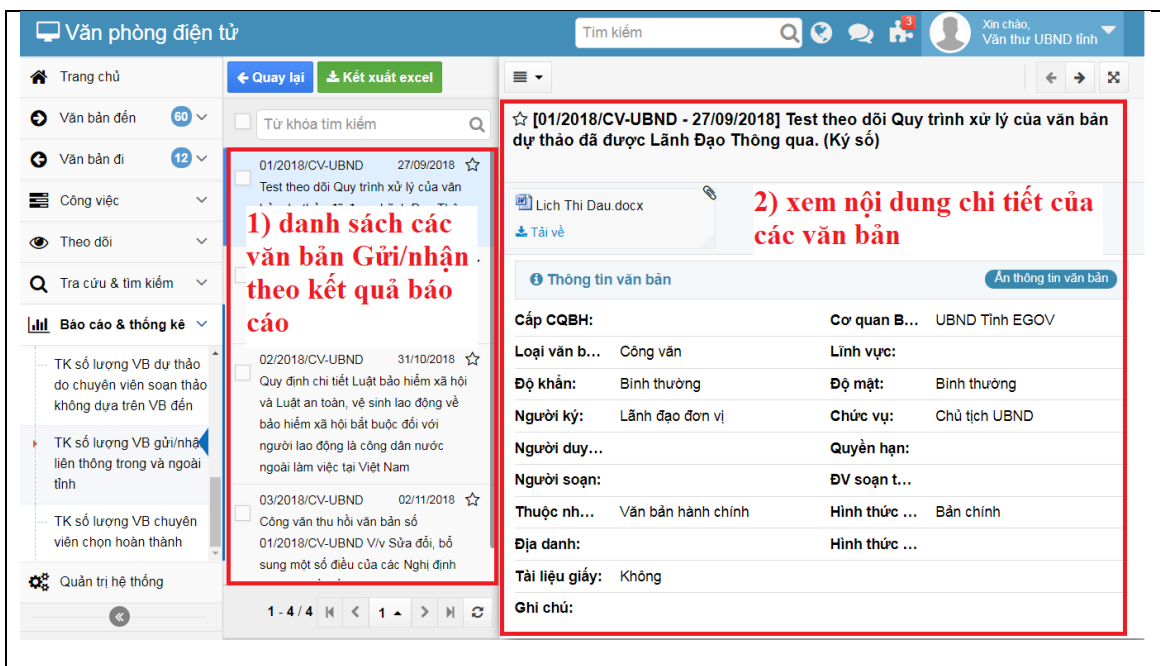 Văn phòng điện tử
Tìm kiếm
3
Xin chào,
Văn thư UBND tỉnh
Trang chủ
Văn bản đến 60
Văn bản đi 12
Công việc
Theo dõi
Tra cứu & tìm kiếm
Báo cáo & thống kê
TK số lượng VB dự thảo
do chuyên viên soạn thảo
không dựa trên VB đến
TK số lượng VB gửi/nhậ
liên thông trong và ngoài
tỉnh
TK số lượng VB chuyên
viên chọn hoàn thành
Quản trị hệ thống
Quay lại
Kết xuất excel
Từ khóa tìm kiếm
01/2018/CV-UBND 27/09/2018
Test theo dõi Quy trình xử lý của văn
1) danh sách các
văn bản Gửi/nhận
theo kết quả báo
cáo
02/2018/CV-UBND 31/10/2018
Quy định chi tiết Luật bảo hiểm xã hội
và Luật an toàn, vệ sinh lao động về
bảo hiểm xã hội bắt buộc đối với
người lao động là công dân nước
ngoài làm việc tại Việt Nam
03/2018/CV-UBND 02/11/2018
Công văn thu hồi văn bản số
01/2018/CV-UBND V/v Sửa đổi, bổ
sung một số điều của các Nghị định
1 - 4 / 4 1
[01/2018/CV-UBND - 27/09/2018] Test theo dõi Quy trình xử lý của văn bản
dự thảo đã được Lãnh Đạo Thông qua. (Ký số)
Lich Thi Dau.docx
Tải về
2) xem nội dung chi tiết của
các văn bản
Thông tin văn bản
Ẩn thông tin văn bản
Cấp CQBH: Cơ quan B... UBND Tỉnh EGOV
Loại văn b... Công văn Lĩnh vực:
Độ khẩn: Bình thường Độ mật: Bình thường
Người ký: Lãnh đạo đơn vị Chức vụ: Chủ tịch UBND
Người duy... Quyền hạn:
Người soạn: ĐV soạn t...
Thuộc nh... Văn bản hành chính Hình thức ... Bản chính
Địa danh: Hình thức ...
Tài liệu giấy: Không
Ghi chú: